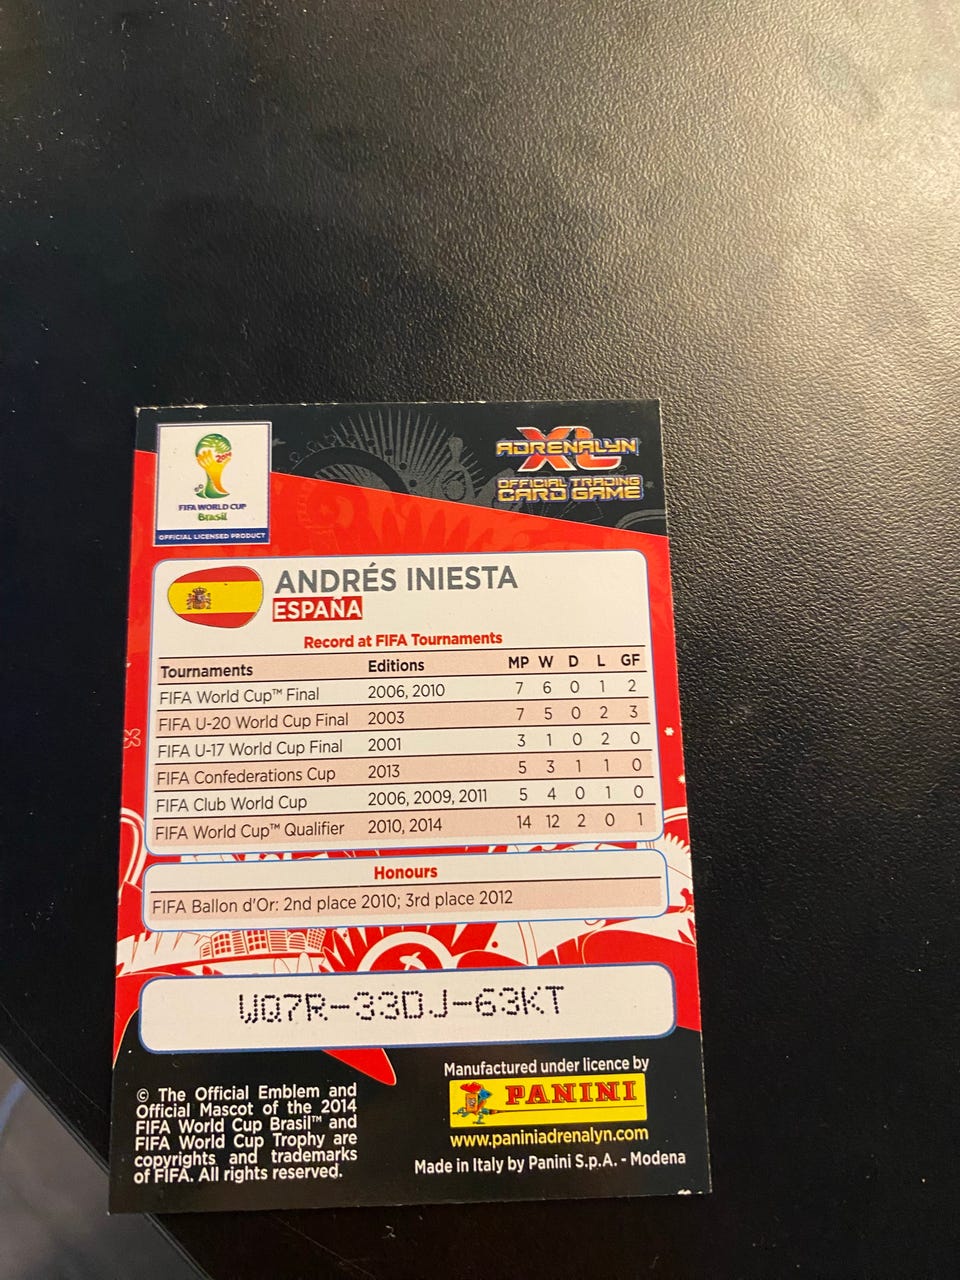 2014
FIFA WORLD CUP
Brasil
OFFICIAL LICENSED PRODUCT
ADRENALYN
XL
OFFICIAL TRADING
CARD GAME
ANDRÉS INIESTA
ESPAÑA
Record at FIFA Tournaments
Tournaments Editions MP W D L GF
FIFA World Cup™ Final 2006, 2010 7 6 0 1 2
FIFA U-20 World Cup Final 2003 7 5 0 2 3
FIFA U-17 World Cup Final 2001 3 1 0 2 0
FIFA Confederations Cup 2013 5 3 1 1 0
FIFA Club World Cup 2006, 2009, 2011 5 4 0 1 0
FIFA World Cup™ Qualifier 2010, 2014 14 12 2 0 1
Honours
FIFA Ballon d'Or: 2nd place 2010; 3rd place 2012
WQ7R-33DJ-63KT
© The Official Emblem and
Official Mascot of the 2014
FIFA World Cup Brasil™ and
FIFA World Cup Trophy are
copyrights and trademarks
of FIFA. All rights reserved.
Manufactured under licence by
PANINI
www.paniniadrenalyn.com
Made in Italy by Panini S.p.A. - Modena